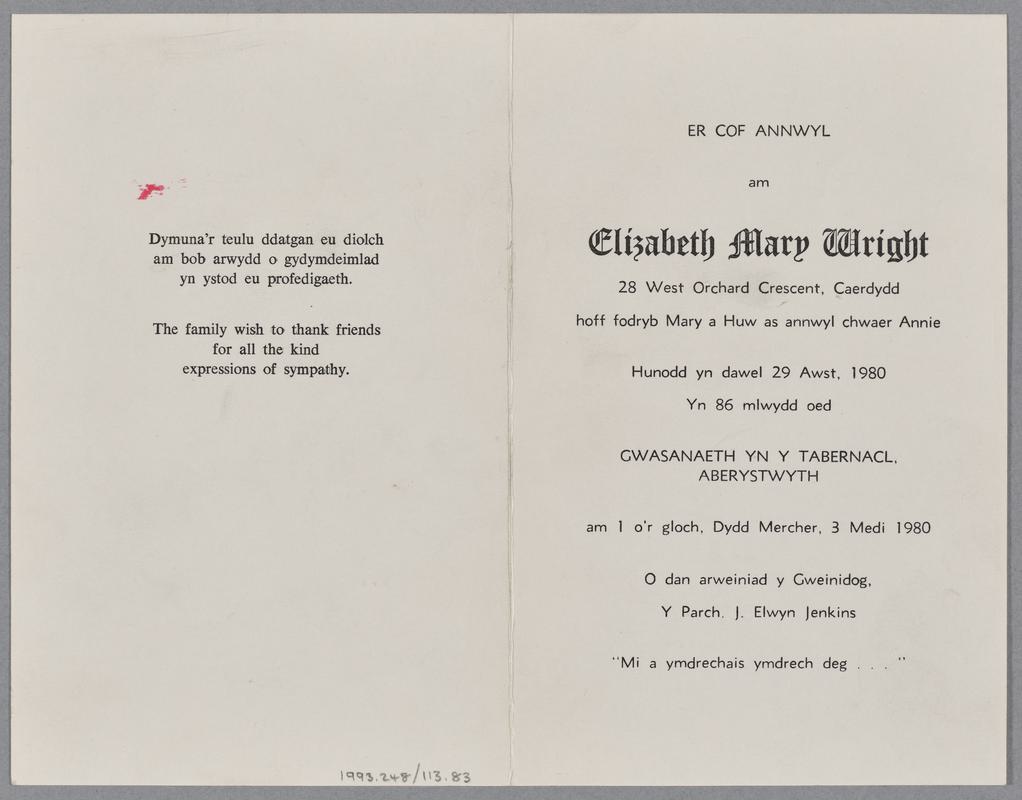 Dymuna'r teulu ddatgan eu diolch
am bob arwydd o gydymdeimlad
yn ystod eu profedigaeth.
The family wish to thank friends
for all the kind
expressions of sympathy.
1993.248/113.83
ER COF ANNWYL
am
Elizabeth Mary Wright
28 West Orchard Crescent, Caerdydd
hoff fodryb Mary a Huw as annwyl chwaer Annie
Hunodd yn dawel 29 Awst, 1980
Yn 86 mlwydd oed
GWASANAETH YN Y TABERNACL,
ABERYSTWYTH
am 1 o'r gloch, Dydd Mercher, 3 Medi 1980
O dan arweiniad y Gweinidog,
Y Parch. J. Elwyn Jenkins
"Mi a ymdrechais ymdrech deg . . . "